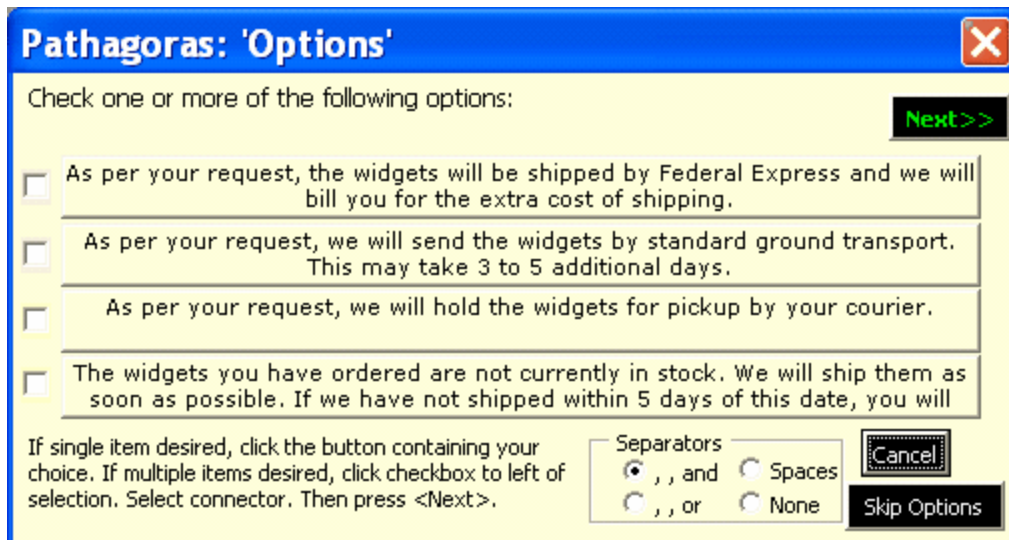 Pathagoras: 'Options'
Check one or more of the following options:
Next>>
As per your request, the widgets will be shipped by Federal Express and we will
bill you for the extra cost of shipping.
As per your request, we will send the widgets by standard ground transport.
This may take 3 to 5 additional days.
As per your request, we will hold the widgets for pickup by your courier.
The widgets you have ordered are not currently in stock. We will ship them as
soon as possible. If we have not shipped within 5 days of this date, you will
If single item desired, click the button containing your
choice. If multiple items desired, click checkbox to left of
selection. Select connector. Then press <Next>.
Separators
, , and
Spaces
, , or
None
Cancel
Skip Options